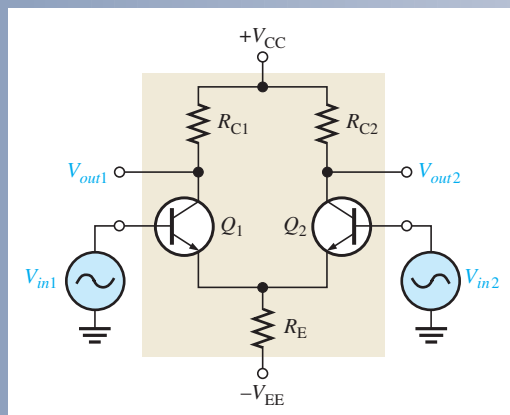 +VCC
RC1
RC2
Vout1
Vout2
Q1
Q2
Vin1
Vin2
RE
−VEE